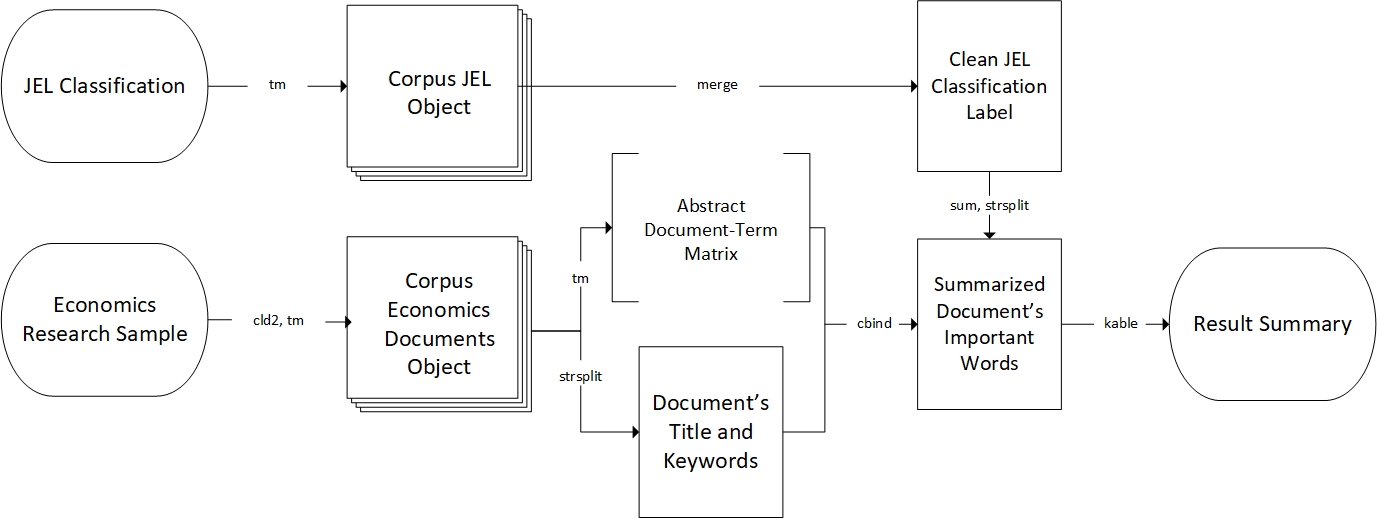 JEL Classification
tm
Corpus JEL
Object
merge
Clean JEL
Classification
Label
sum, strsplit
Economics
Research Sample
cld2, tm
Corpus
Economics
Documents
Object
tm
strsplit
Abstract
Document-Term
Matrix
Document’s
Title and
Keywords
cbind
Summarized
Document’s
Important
Words
kable
Result Summary